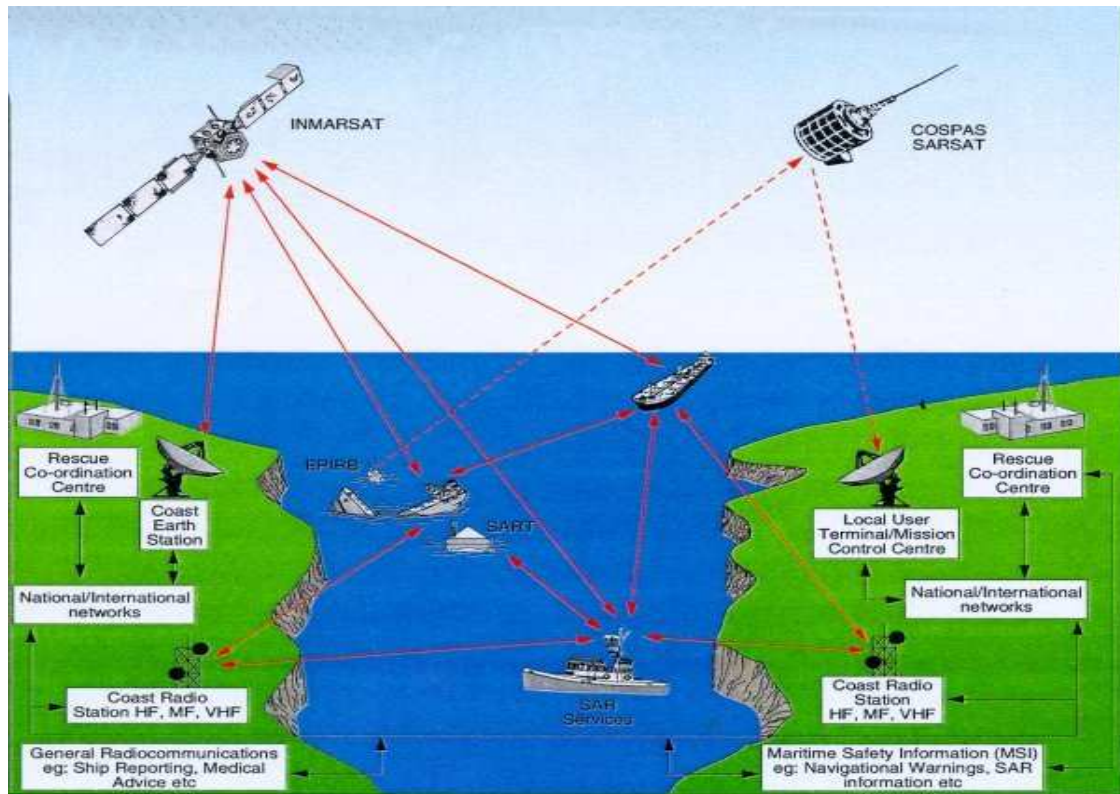 INMARSAT
COSPAS
SARSAT
Rescue
Co-ordination
Centre
Coast
Earth
Station
National/International
networks
Coast Radio
Station HF, MF, VHF
General Radiocommunications
eg: Ship Reporting, Medical
Advice etc
EPIRB
SART
SAR
Services
Rescue
Co-ordination
Centre
Local User
Terminal/Mission
Control Centre
National/International
networks
Coast Radio
Station
HF, MF, VHF
Maritime Safety Information (MSI)
eg: Navigational Warnings, SAR
information etc